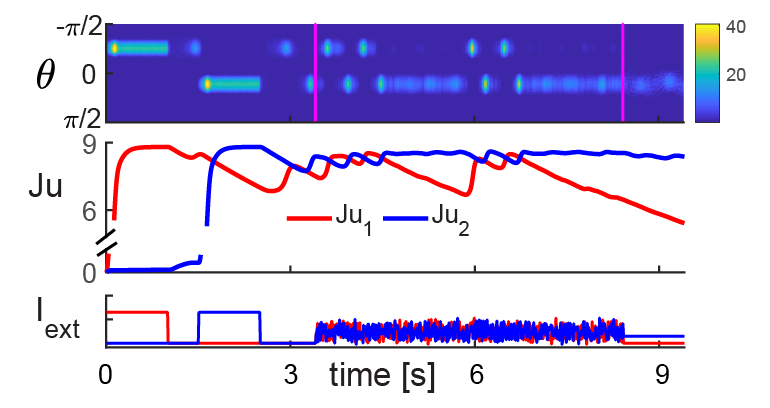 -π/2
40
θ
0
20
π/2
9
Ju
6
Ju1
Ju2
0
Iext
0
3
time [s]
6
9